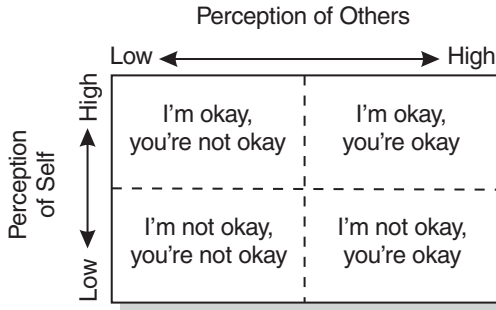 Perception of Others
Low High
High
I'm okay,
you're not okay
I'm okay,
you're okay
Perception
of Self
I'm not okay,
you're not okay
I'm not okay,
you're okay
Low